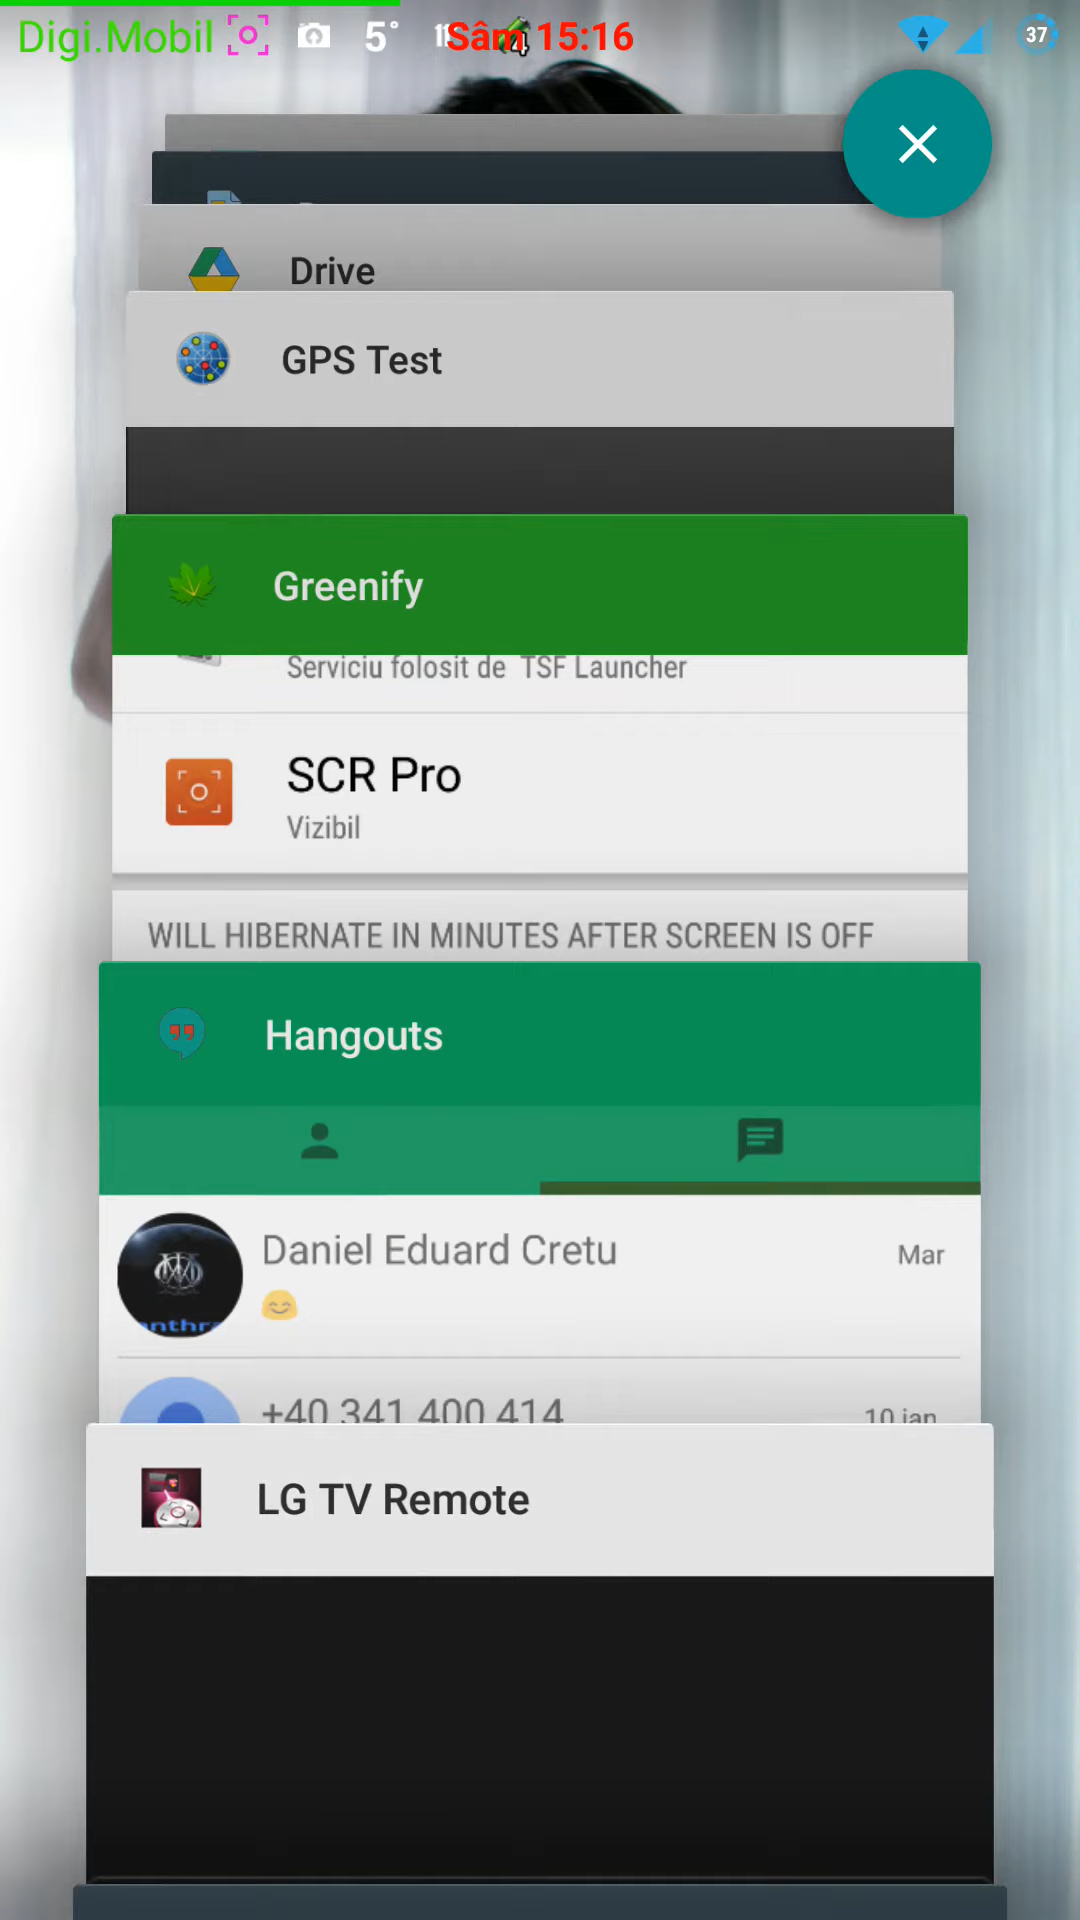 Digi.Mobil 5° Sâm 15:16 37
Drive
GPS Test
Greenify
Serviciu folosit de TSF Launcher
SCR Pro
Vizibil
WILL HIBERNATE IN MINUTES AFTER SCREEN IS OFF
Hangouts
Daniel Eduard Cretu Mar
+40 341 400 414 10 ian
LG TV Remote